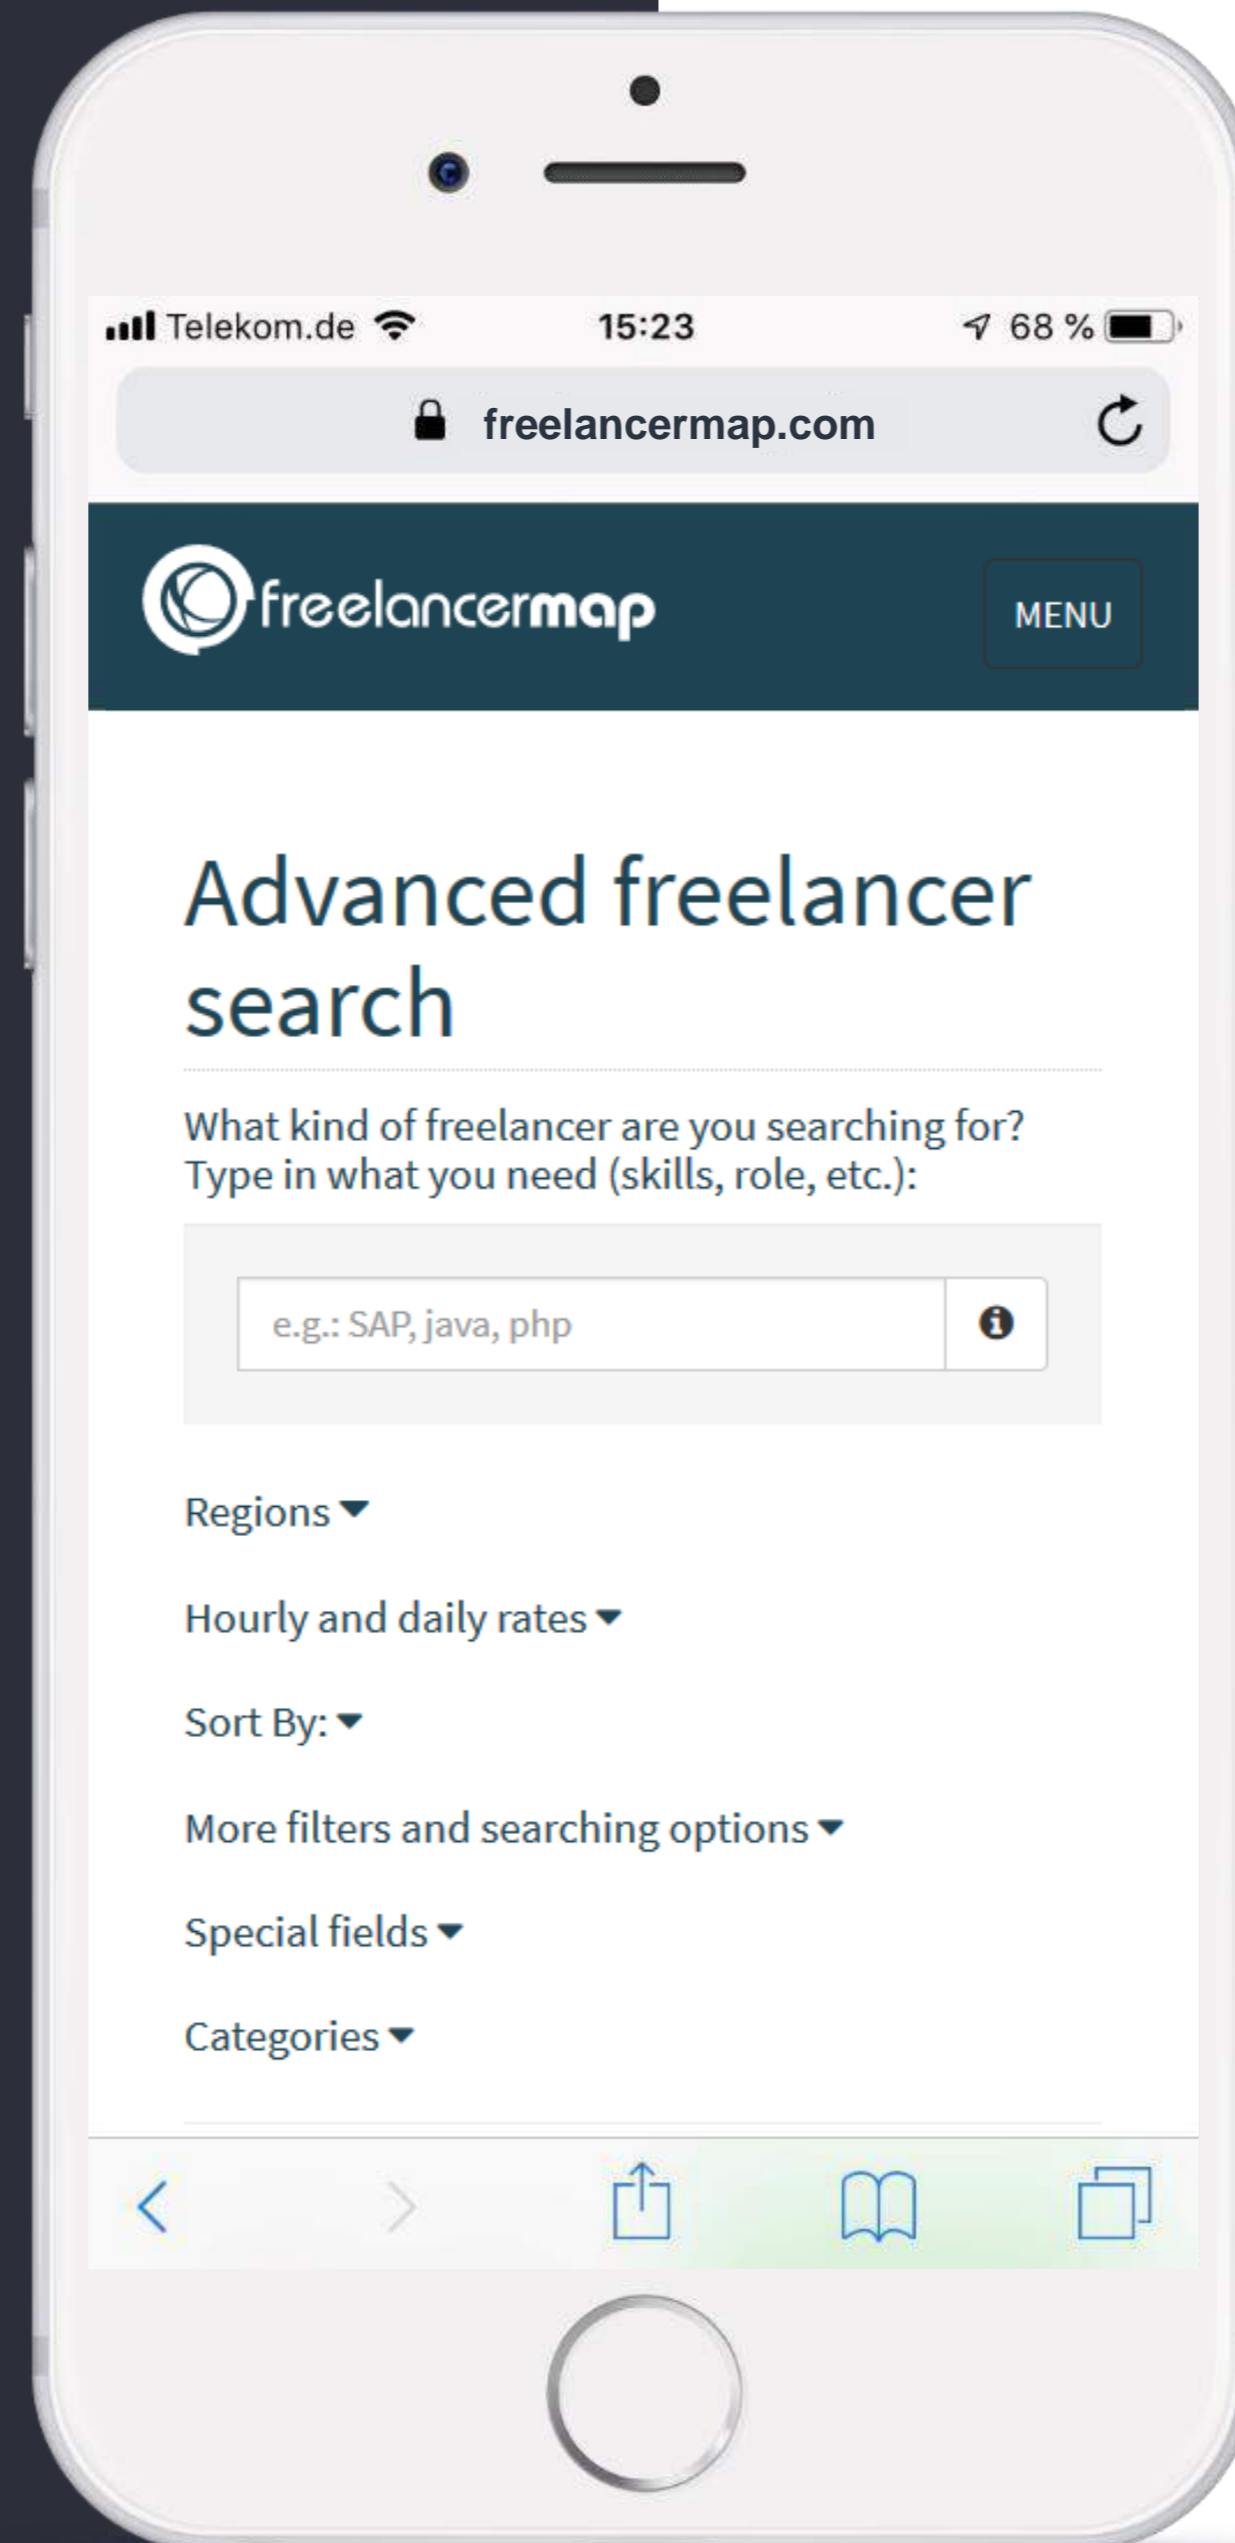 Telekom.de 15:23 68 %
freelancermap.com
freelancermap MENU
Advanced freelancer
search
What kind of freelancer are you searching for?
Type in what you need (skills, role, etc.):
e.g.: SAP, java, php
Regions
Hourly and daily rates
Sort By:
More filters and searching options
Special fields
Categories